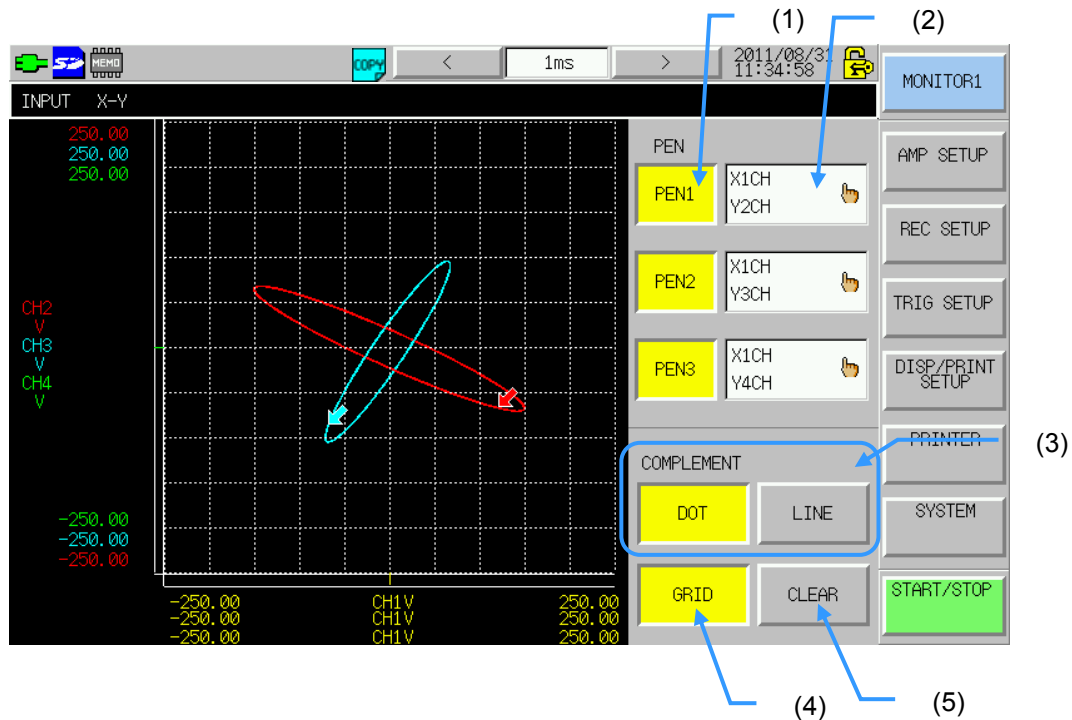 (1)
(2)
MEMO
COPY
<
1ms
>
2011/08/31
11:34:58
MONITOR1
INPUT X-Y
250.00
250.00
250.00
CH2
V
CH3
V
CH4
V
-250.00
-250.00
-250.00
-250.00 CH1V 250.00
-250.00 CH1V 250.00
-250.00 CH1V 250.00
PEN
PEN1
X1CH
Y2CH
PEN2
X1CH
Y3CH
PEN3
X1CH
Y4CH
COMPLEMENT
DOT
LINE
GRID
CLEAR
AMP SETUP
REC SETUP
TRIG SETUP
DISP/PRINT
SETUP
PRINTER
SYSTEM
START/STOP
(3)
(4)
(5)